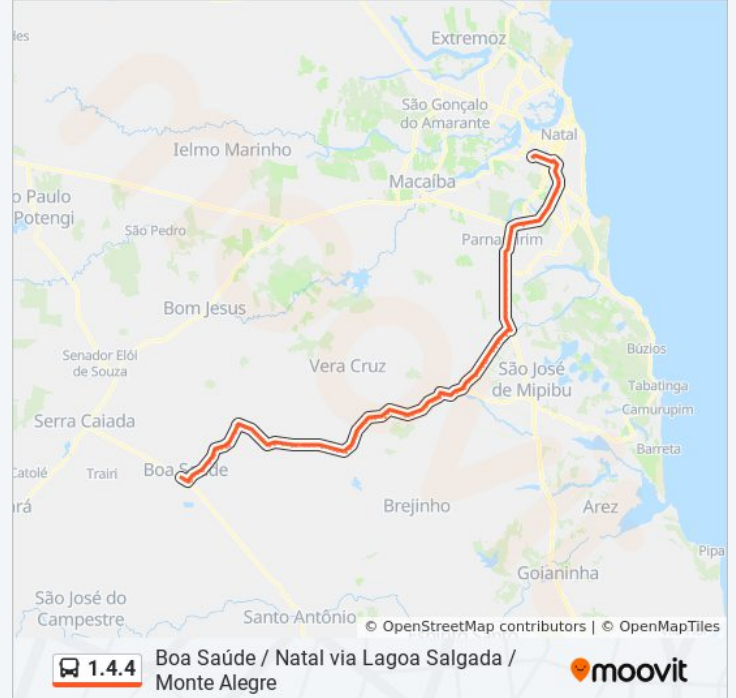 les
Extremoz
São Gonçalo
do Amarante
Natal
Ielmo Marinho
Macaíba
o Paulo
Potengi
São Pedro
Parnamirim
Bom Jesus
Búzios
Senador Elói
de Souza
Vera Cruz
São José
de Mipibu
Tabatinga
Camurupim
Serra Caiada
Barreta
Catolé
Trairi
Boa Saúde
ará
Brejinho
Arez
Pipa
Goianinha
São José do
Campestre
Santo Antônio
© OpenStreetMap contributors | © OpenMapTiles
1.4.4
Boa Saúde / Natal via Lagoa Salgada /
Monte Alegre
moovit